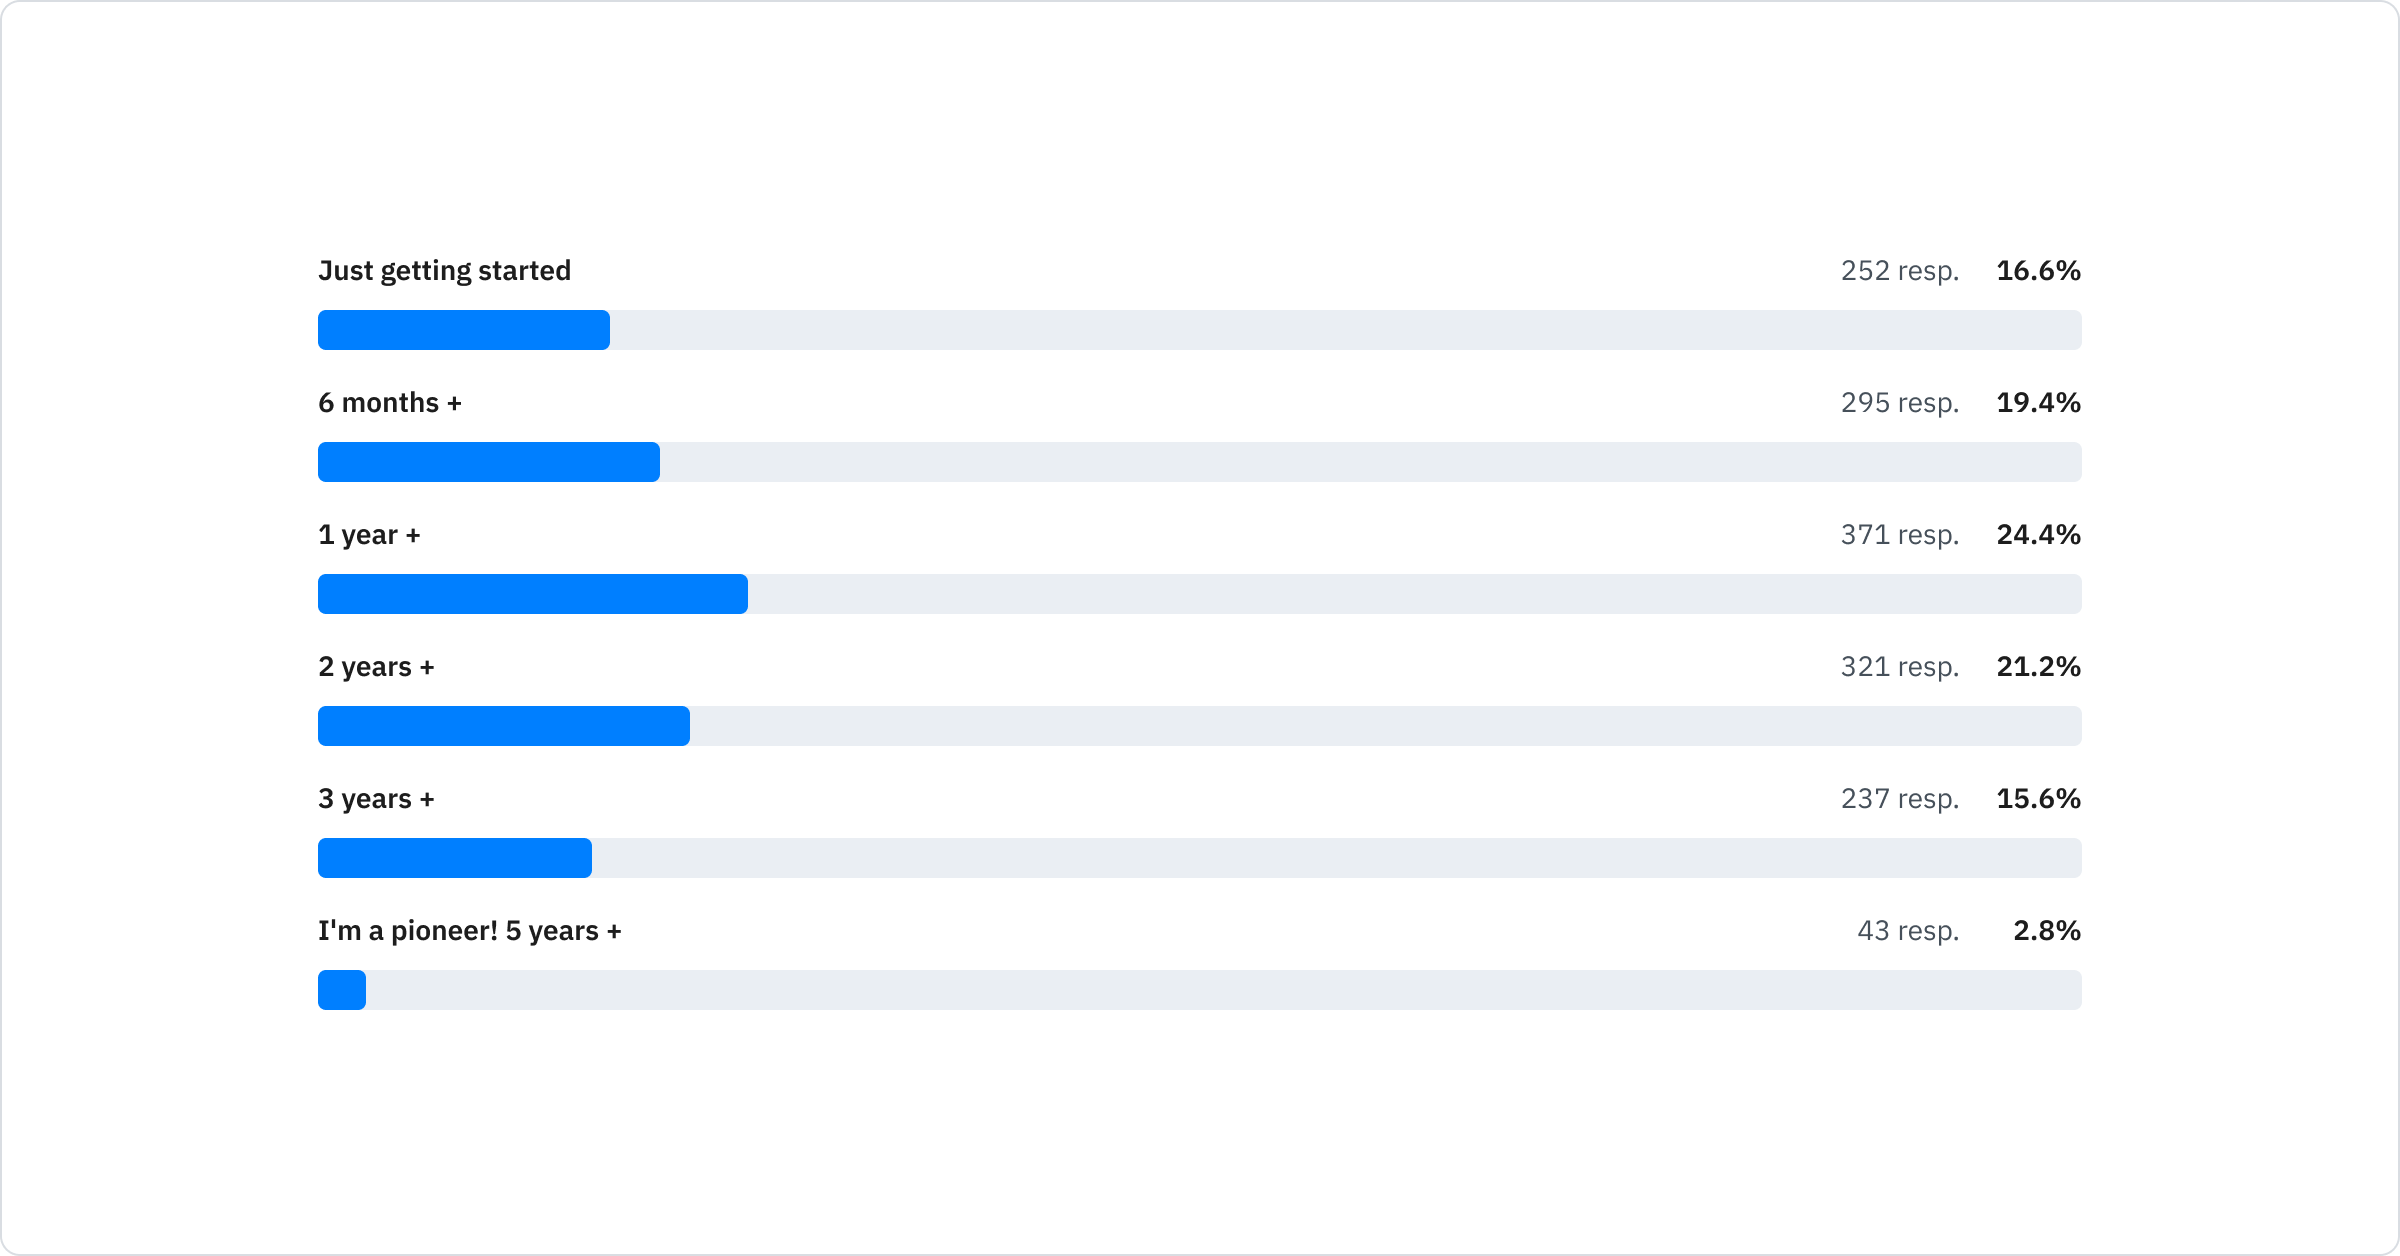 Just getting started 252 resp. 16.6%
6 months + 295 resp. 19.4%
1 year + 371 resp. 24.4%
2 years + 321 resp. 21.2%
3 years + 237 resp. 15.6%
I'm a pioneer! 5 years + 43 resp. 2.8%